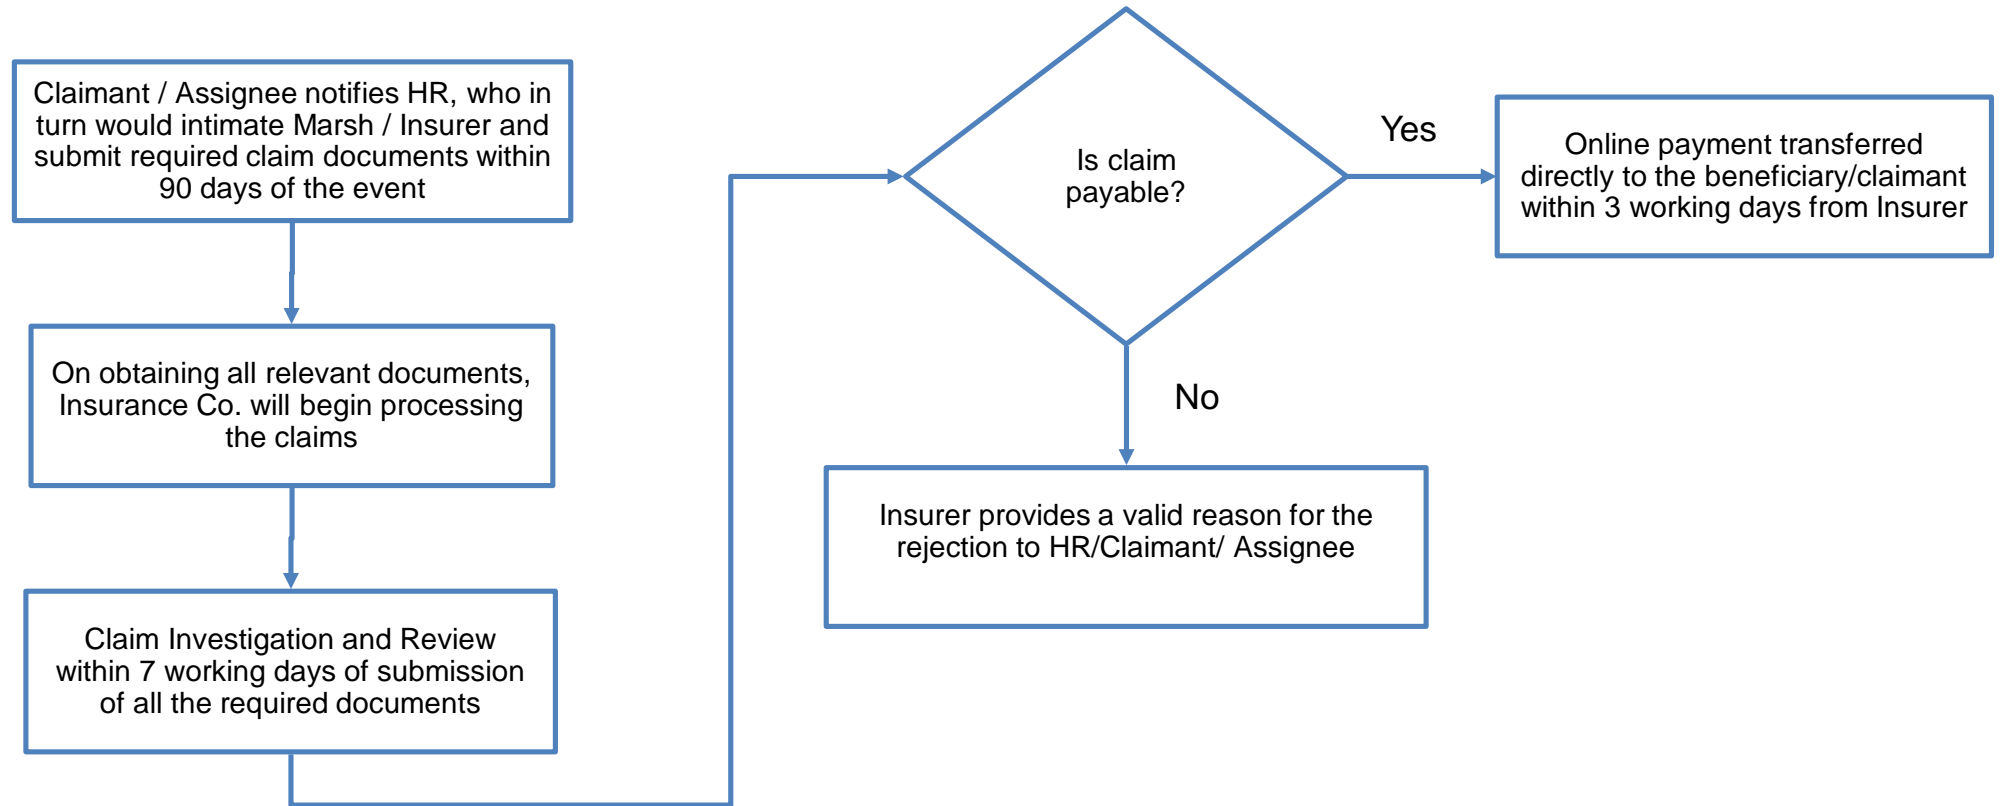 Claimant / Assignee notifies HR, who in
turn would intimate Marsh / Insurer and
submit required claim documents within
90 days of the event
On obtaining all relevant documents,
Insurance Co. will begin processing
the claims
Claim Investigation and Review
within 7 working days of submission
of all the required documents
Is claim
payable?
Yes
Online payment transferred
directly to the beneficiary/claimant
within 3 working days from Insurer
No
Insurer provides a valid reason for the
rejection to HR/Claimant/ Assignee